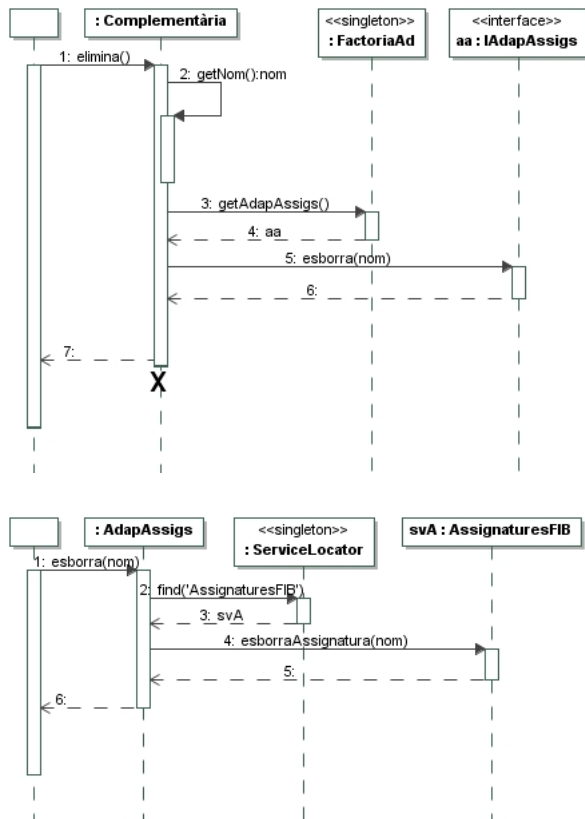 : Complementària
<<singleton>>
: FactoriaAd
<<interface>>
aa : IAdapAssigs
1: elimina()
2: getNom():nom
3: getAdapAssigs()
4: aa
5: esborra(nom)
6:
7:
X
: AdapAssigs
<<singleton>>
: ServiceLocator
svA : AssignaturesFIB
1: esborra(nom)
2: find('AssignaturesFIB')
3: svA
4: esborraAssignatura(nom)
5:
6: